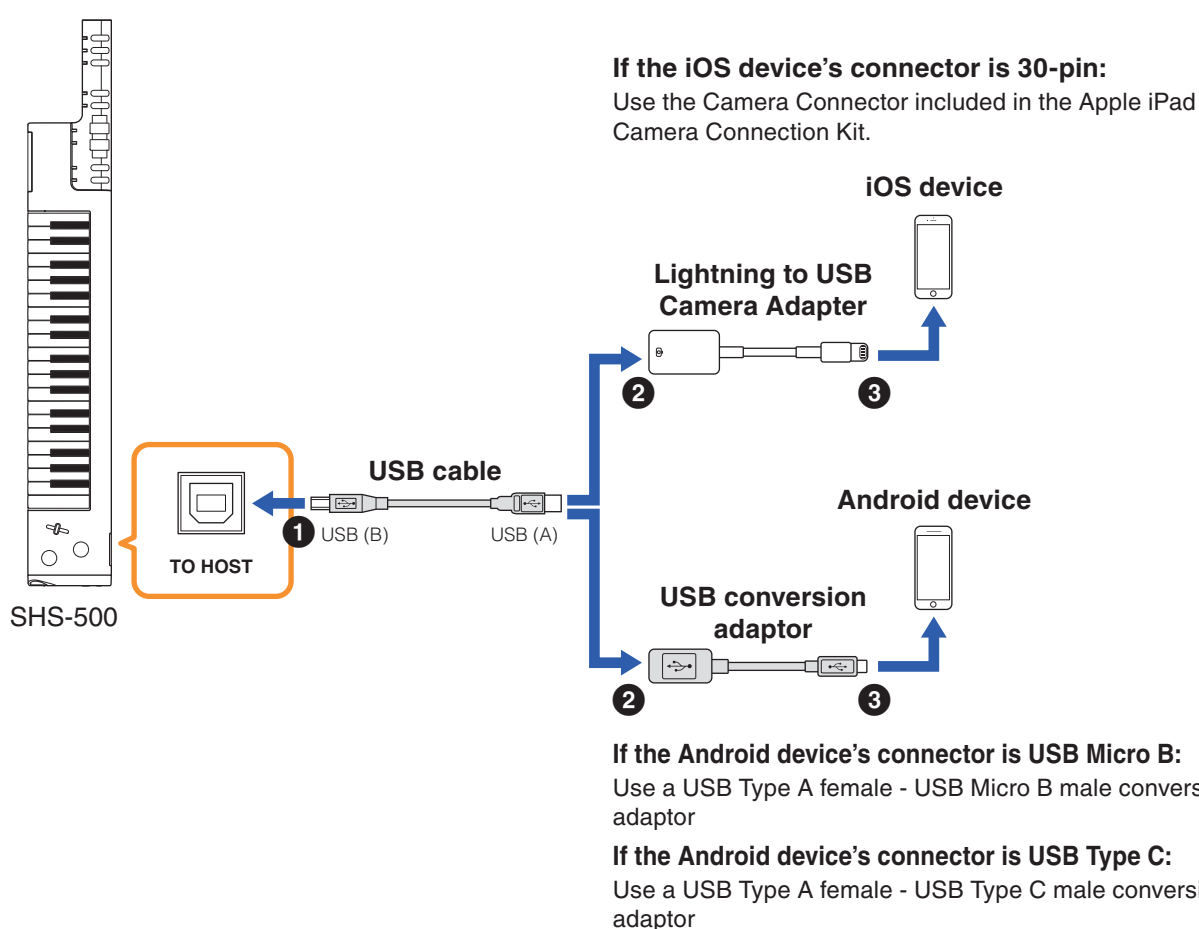 If the iOS device's connector is 30-pin:
Use the Camera Connector included in the Apple iPad
Camera Connection Kit.
iOS device
Lightning to USB
Camera Adapter
2
3
USB cable
1
USB (B)
USB (A)
TO HOST
SHS-500
Android device
USB conversion
adaptor
2
3
If the Android device's connector is USB Micro B:
Use a USB Type A female - USB Micro B male convers
adaptor
If the Android device's connector is USB Type C:
Use a USB Type A female - USB Type C male conversi
adaptor